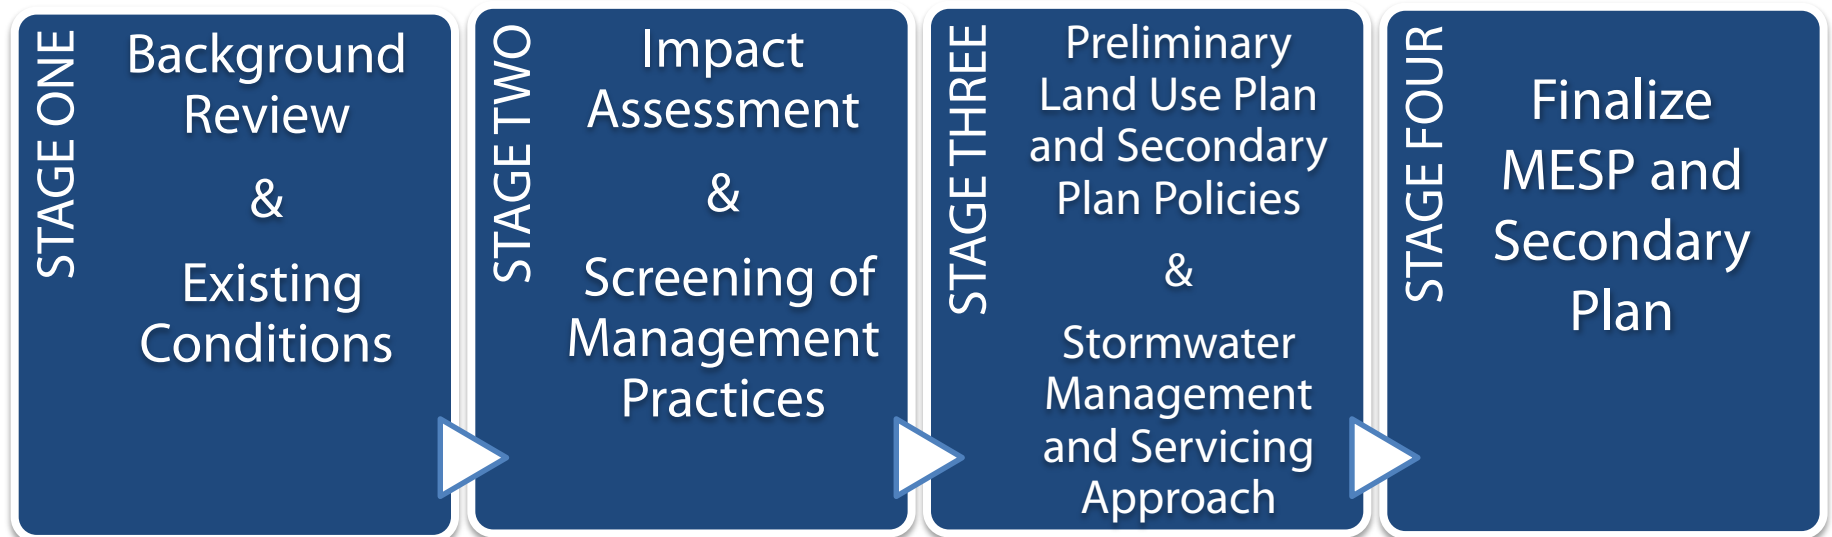 STAGE ONE
Background
Review
&
Existing
Conditions
STAGE TWO
Impact
Assessment
&
Screening of
Management
Practices
STAGE THREE
Preliminary
Land Use Plan
and Secondary
Plan Policies
&
Stormwater
Management
and Servicing
Approach
STAGE FOUR
Finalize
MESP and
Secondary
Plan